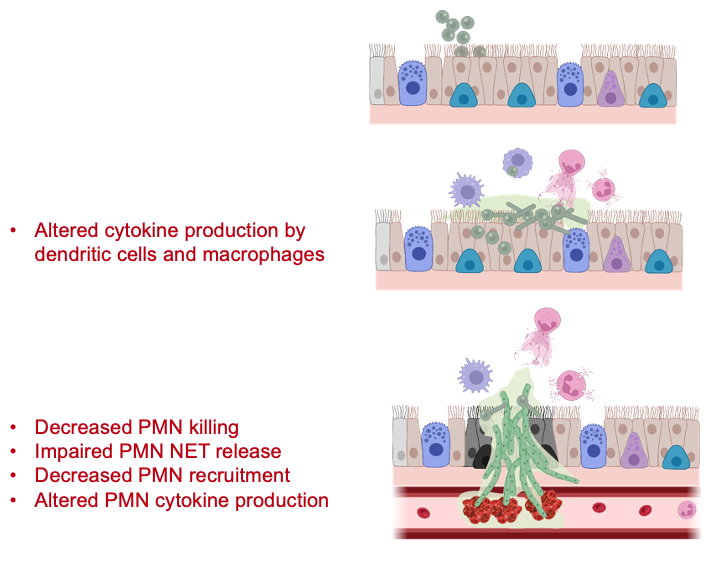 • Altered cytokine production by
dendritic cells and macrophages
• Decreased PMN killing
• Impaired PMN NET release
• Decreased PMN recruitment
• Altered PMN cytokine production